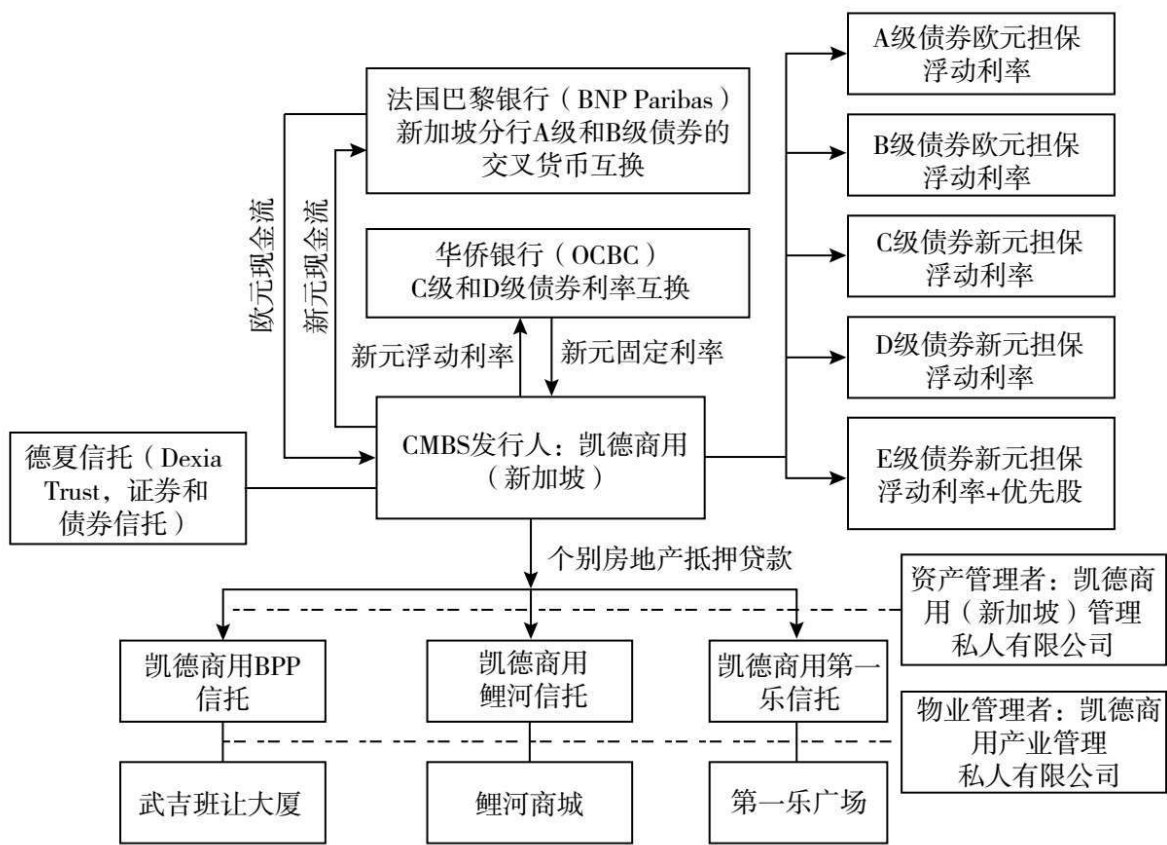 A级债券欧元担保
浮动利率
法国巴黎银行（BNP Paribas）
新加坡分行A级和B级债券的
交叉货币互换
B级债券欧元担保
浮动利率
欧元现金流
新元现金流
华侨银行（OCBC）
C级和D级债券利率互换
C级债券新元担保
浮动利率
新元浮动利率
新元固定利率
D级债券新元担保
浮动利率
德夏信托（Dexia
Trust，证券和
债券信托）
CMBS发行人：凯德商用
（新加坡）
E级债券新元担保
浮动利率+优先股
个别房地产抵押贷款
资产管理者：凯德商
用（新加坡）管理
私人有限公司
凯德商用BPP
信托
凯德商用
鲤河信托
凯德商用第一
乐信托
物业管理者：凯德商
用产业管理
私人有限公司
武吉班让大厦
鲤河商城
第一乐广场